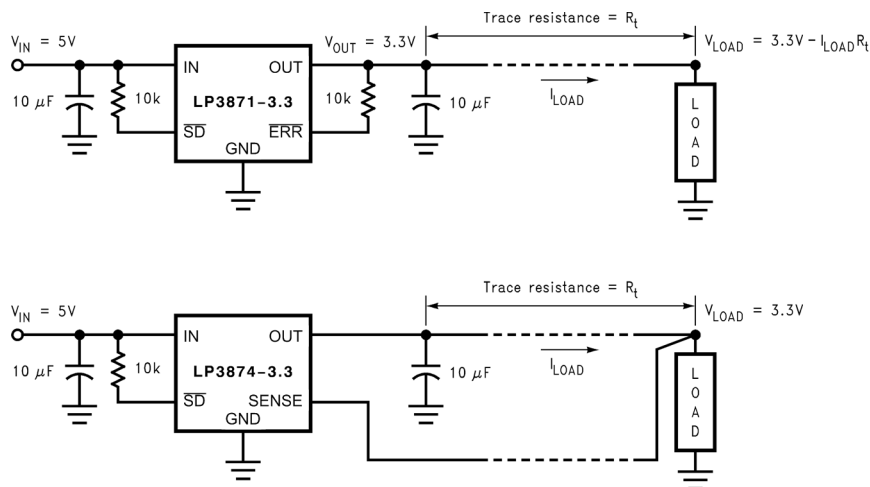 Trace resistance = Rt
VIN = 5V
VOUT = 3.3V
VLOAD = 3.3V - ILOADRt
IN
OUT
10 μF
10k
LP3871-3.3
10k
10 μF
ILOAD
SD
ERR
GND
LOAD
Trace resistance = Rt
VIN = 5V
VLOAD = 3.3V
IN
OUT
10 μF
10k
LP3874-3.3
10 μF
ILOAD
SD
SENSE
GND
LOAD